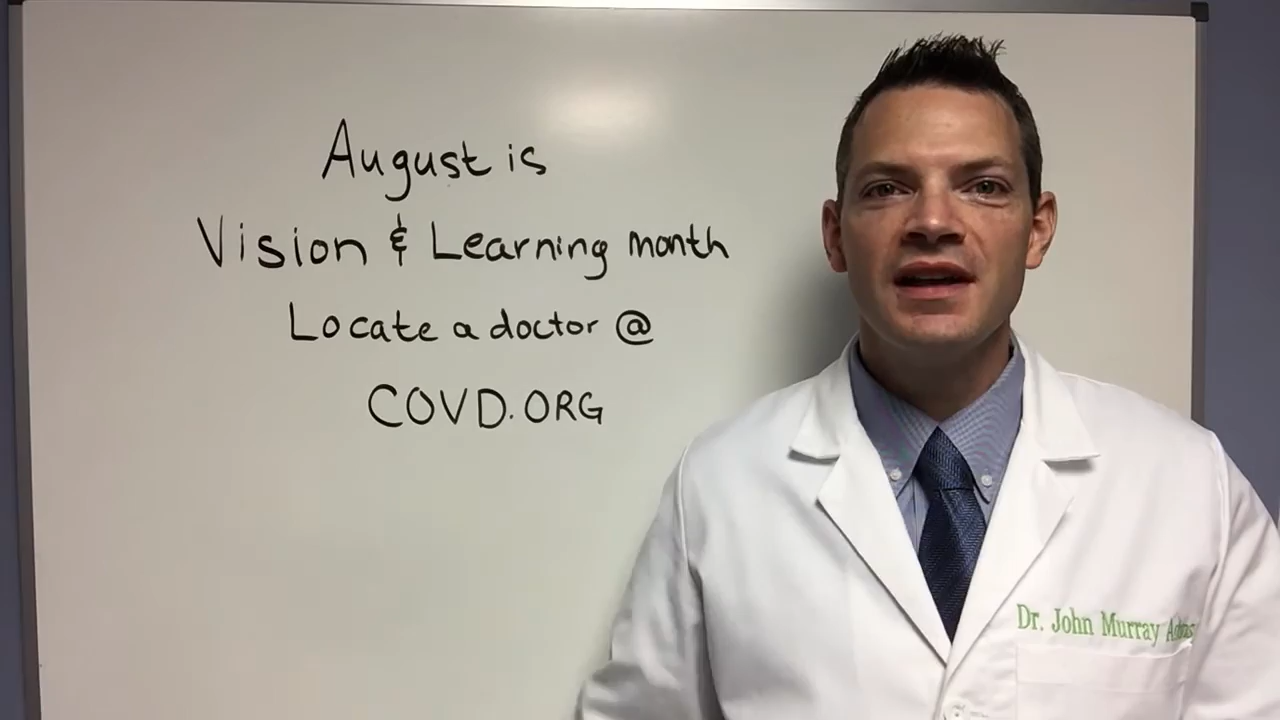 August is
Vision & Learning month
Locate a doctor @
COVD.ORG
Dr. John Murray